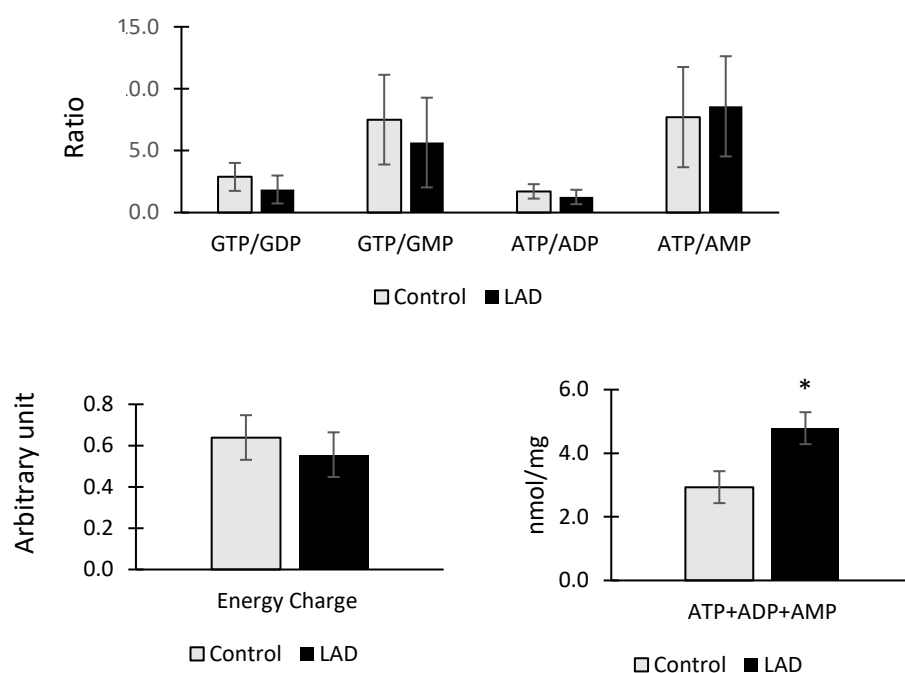 15.0
10.0
5.0
0.0
Ratio
GTP/GDP GTP/GMP ATP/ADP ATP/AMP
Control LAD
0.8
0.6
0.4
0.2
0.0
Arbitrary unit
Energy Charge
Control LAD
*
6.0
4.0
2.0
0.0
nmol/mg
ATP+ADP+AMP
Control LAD